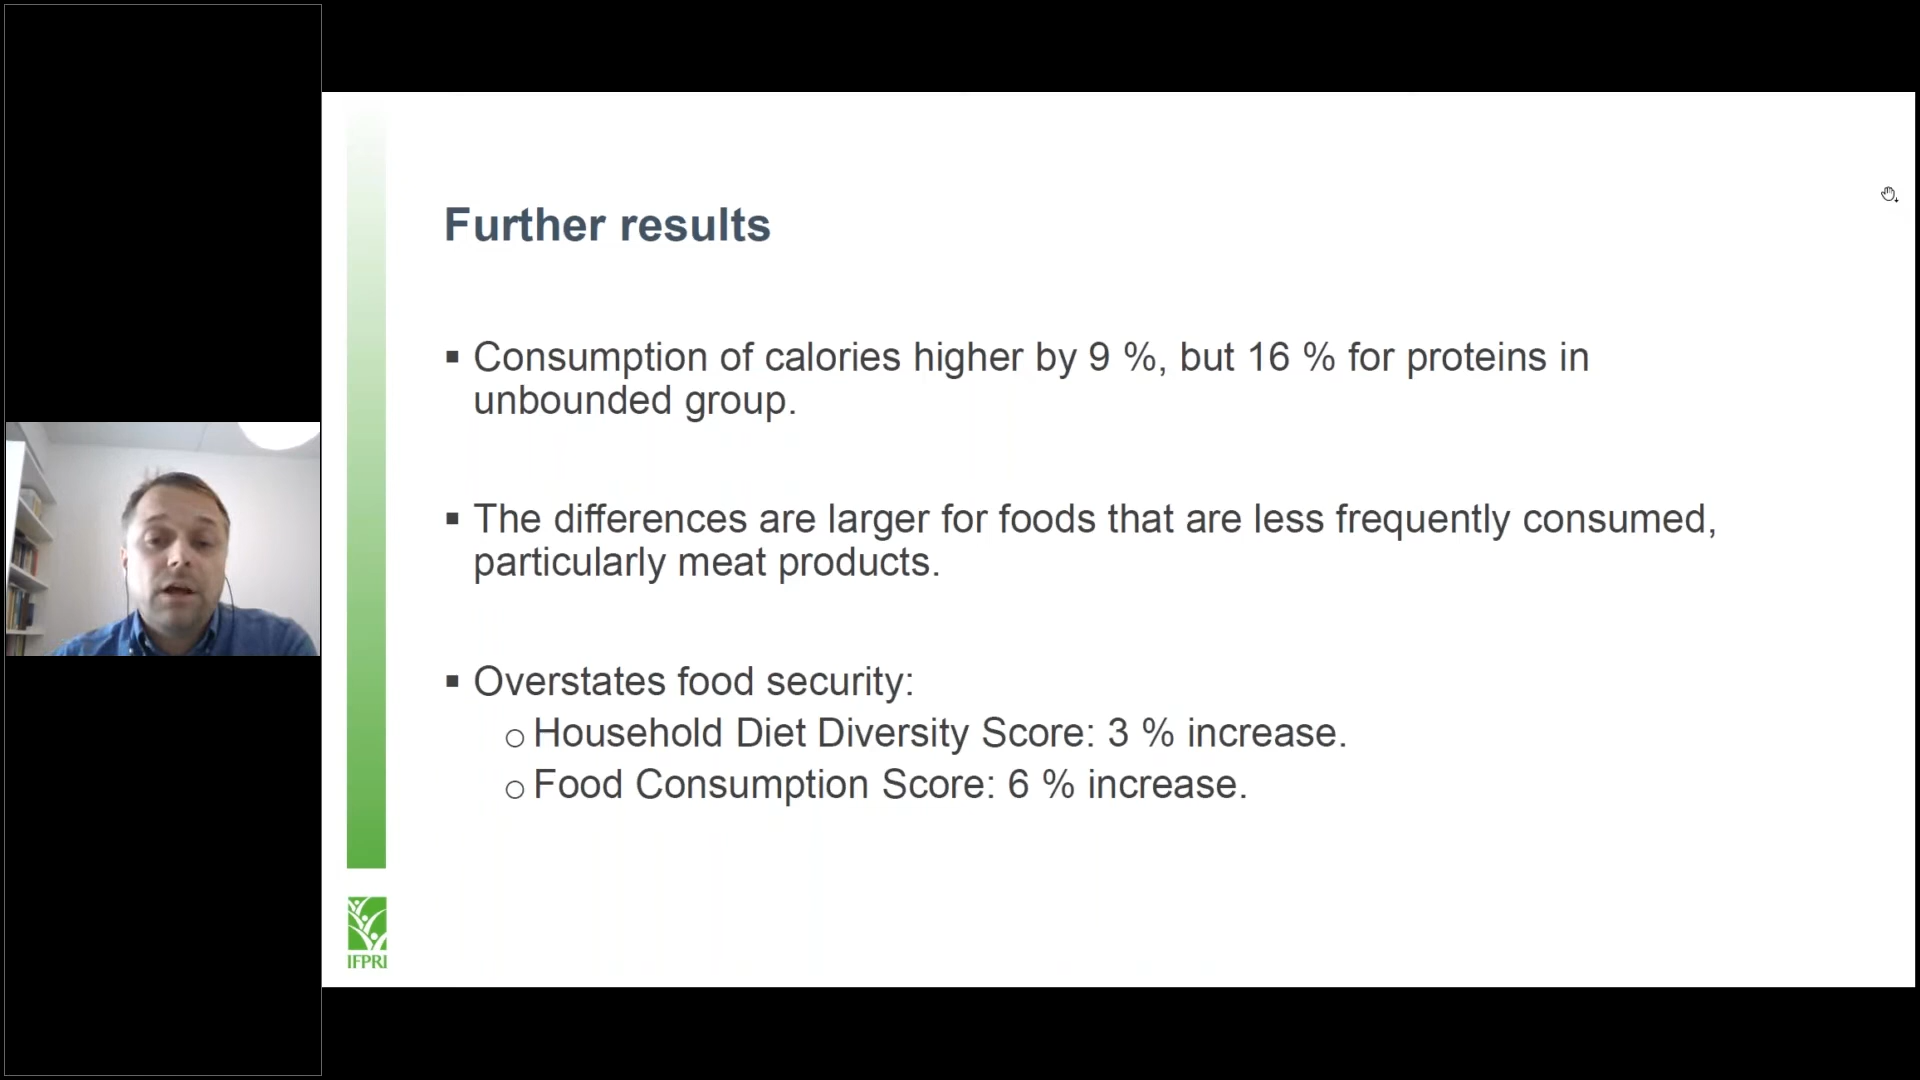 Further results
▪ Consumption of calories higher by 9 %, but 16 % for proteins in
unbounded group.
▪ The differences are larger for foods that are less frequently consumed,
particularly meat products.
▪ Overstates food security:
○ Household Diet Diversity Score: 3 % increase.
○ Food Consumption Score: 6 % increase.
IFPRI